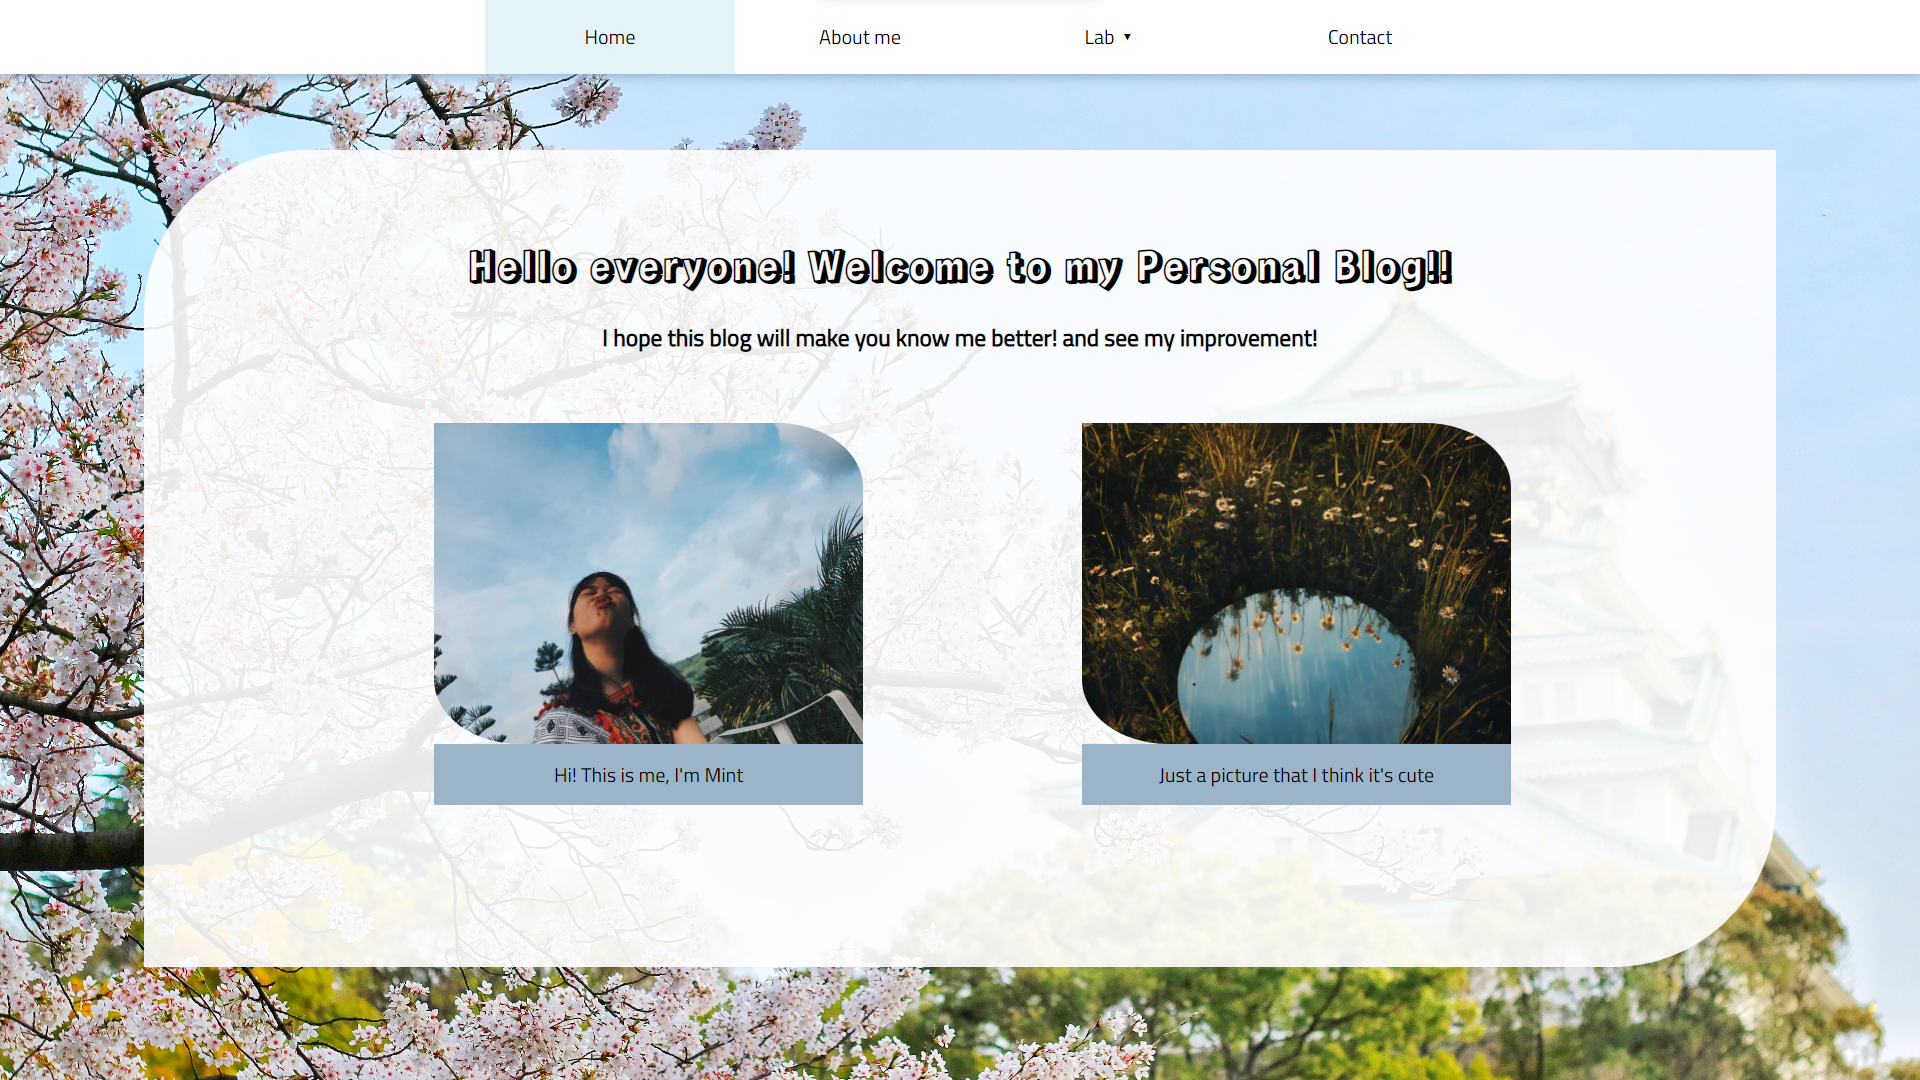 Home
About me
Lab ▼
Contact
Hello everyone! Welcome to my Personal Blog!!
I hope this blog will make you know me better! and see my improvement!
Hi! This is me, I'm Mint
Just a picture that I think it's cute